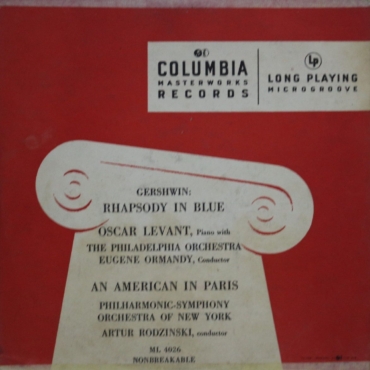 COLUMBIA
MASTERWORKS
RECORDS
LP
LONG PLAYING
MICROGROOVE
GERSHWIN:
RHAPSODY IN BLUE
OSCAR LEVANT, Piano with
THE PHILADELPHIA ORCHESTRA
EUGENE ORMANDY, Conductor
AN AMERICAN IN PARIS
PHILHARMONIC-SYMPHONY
ORCHESTRA OF NEW YORK
ARTUR RODZINSKI, conductor
ML 4026
NONBREAKABLE